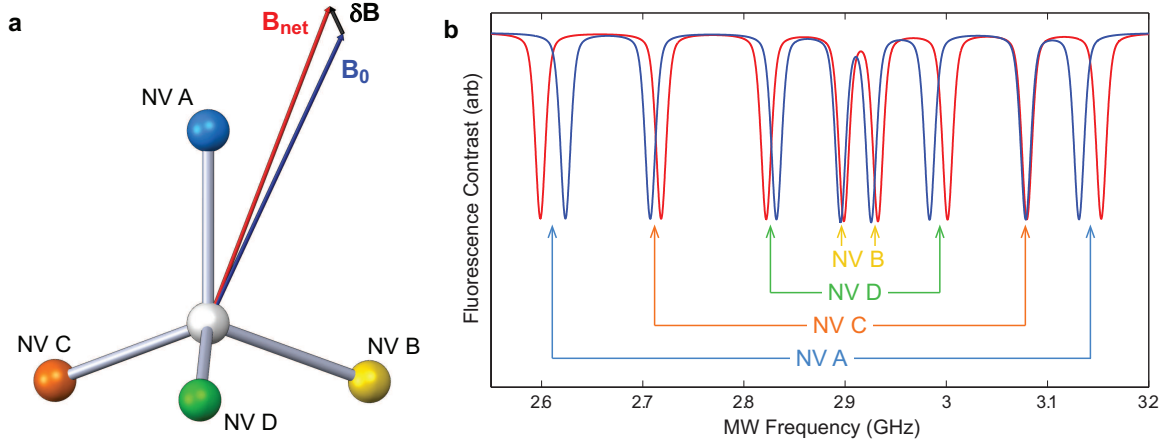 a
B_net
δB
B_0
NV A
NV C
NV B
NV D
b
Fluorescence Contrast (arb)
NV B
NV D
NV C
NV A
2.6
2.7
2.8
2.9
3
3.1
3.2
MW Frequency (GHz)